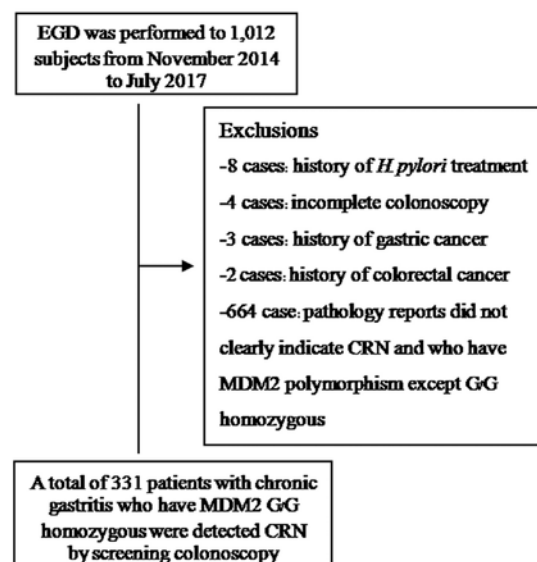 EGD was performed to 1,012
subjects from November 2014
to July 2017
Exclusions
-8 cases: history of H pylori treatment
-4 cases: incomplete colonoscopy
-3 cases: history of gastric cancer
-2 cases: history of colorectal cancer
-664 case: pathology reports did not
clearly indicate CRN and who have
MDM2 polymorphism except G/G
homozygous
A total of 331 patients with chronic
gastritis who have MDM2 G/G
homozygous were detected CRN
by screening colonoscopy